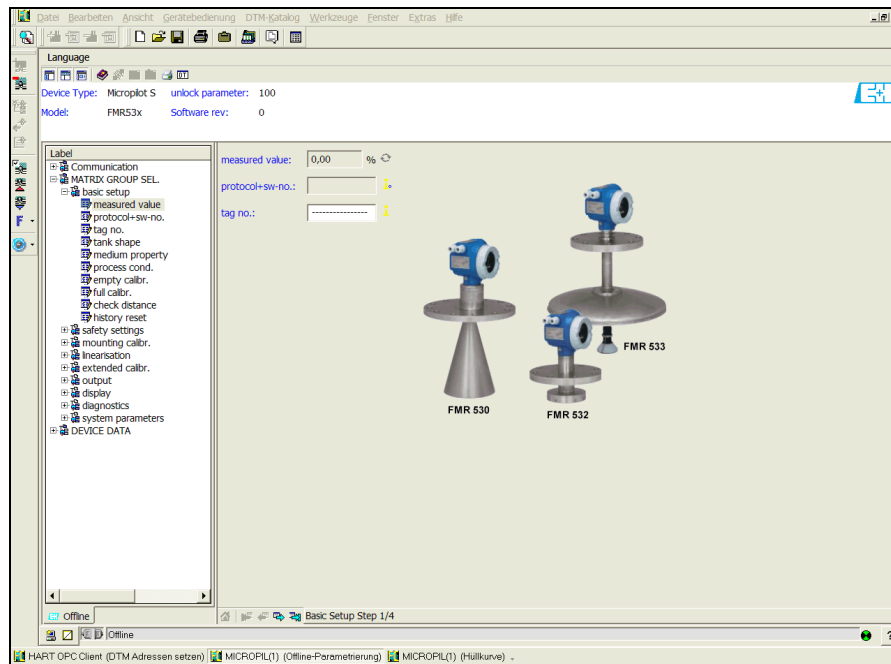 Datei Bearbeiten Ansicht Gerätebedienung DTM-Katalog Werkzeuge Fenster Extras Hilfe
Language
Device Type: Micropilot S unlock parameter: 100
Model: FMR53x Software rev: 0
Label
Communication
MATRIX GROUP SEL.
basic setup
measured value
protocol+sw-no.
tag no.
tank shape
medium property
process cond.
empty calibr.
full calibr.
check distance
history reset
safety settings
mounting calibr.
linearisation
extended calibr.
output
display
diagnostics
system parameters
DEVICE DATA
measured value: 0,00 %
protocol+sw-no.:
tag no.: ----------------
FMR 533
FMR 530
FMR 532
Offline
Basic Setup Step 1/4
Offline
HART OPC Client (DTM Adressen setzen) MICROPIL(1) (Offline-Parametrierung) MICROPIL(1) (Hüllkurve)